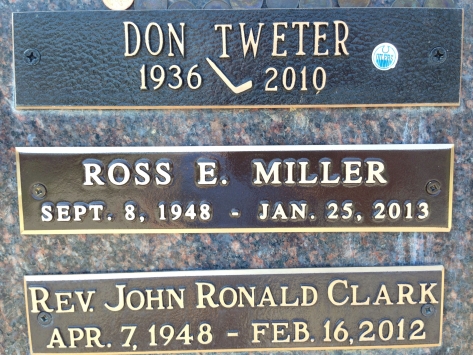 DON TWETER
1936 2010
ROSS E. MILLER
SEPT. 8, 1948 - JAN. 25, 2013
REV. JOHN RONALD CLARK
APR. 7, 1948 - FEB. 16, 2012